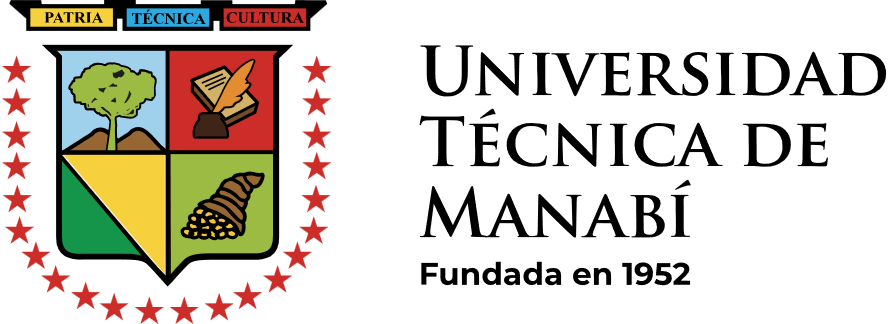 PATRIA TÉCNICA CULTURA
UNIVERSIDAD
TÉCNICA DE
MANABÍ
Fundada en 1952